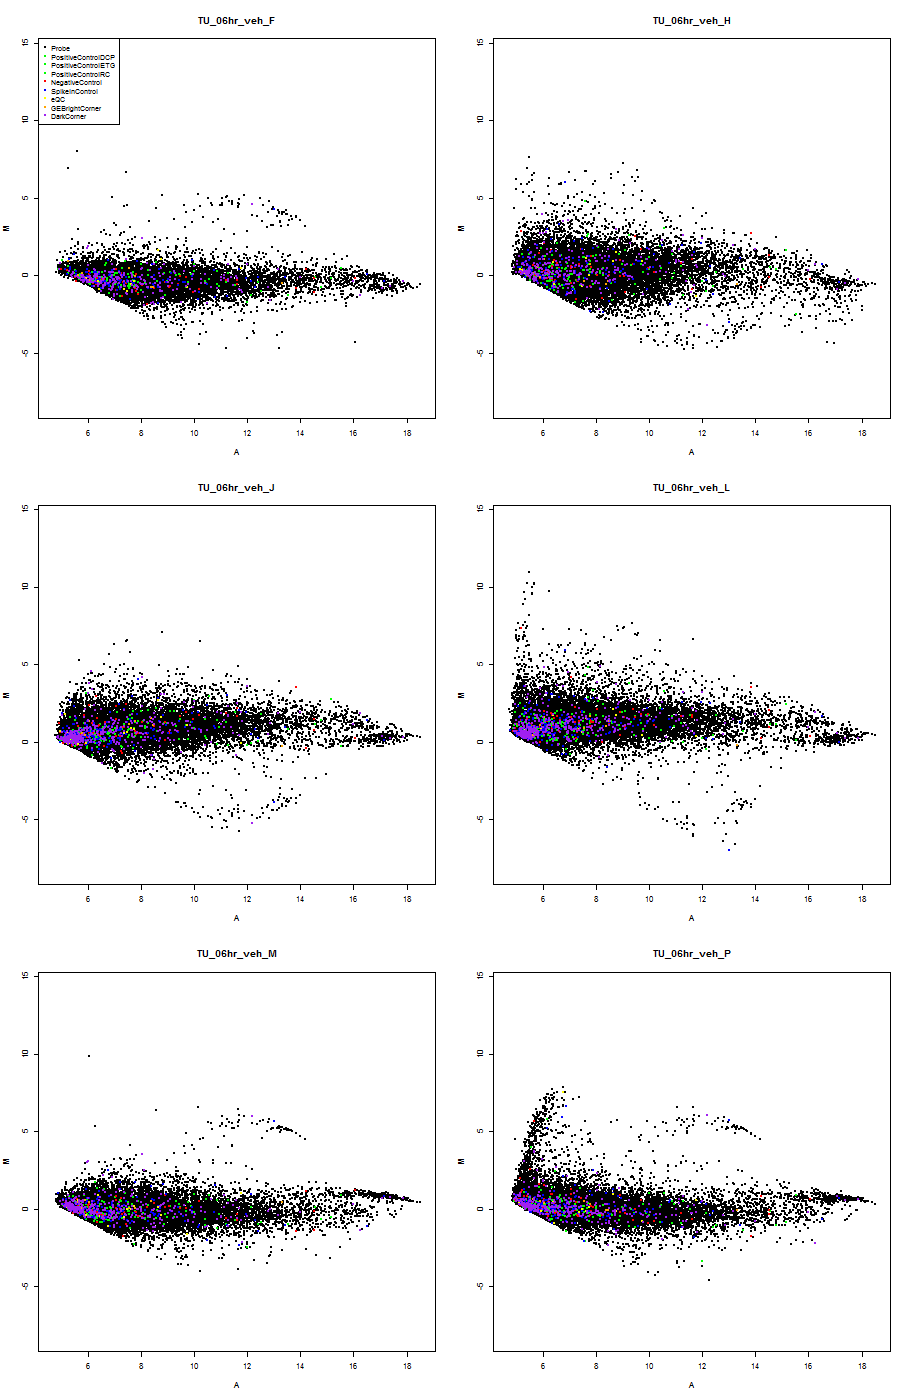 TU_06hr_veh_F
15
10
5
0
-5
M
Probe
PositiveControlDCP
PositiveControlETG
PositiveControlRC
NegativeControl
SpikeInControl
eQC
GEBrightCorner
DarkCorner
6 8 10 12 14 16 18
A
TU_06hr_veh_H
15
10
5
0
-5
M
6 8 10 12 14 16 18
A
TU_06hr_veh_J
15
10
5
0
-5
M
6 8 10 12 14 16 18
A
TU_06hr_veh_L
15
10
5
0
-5
M
6 8 10 12 14 16 18
A
TU_06hr_veh_M
15
10
5
0
-5
M
6 8 10 12 14 16 18
A
TU_06hr_veh_P
15
10
5
0
-5
M
6 8 10 12 14 16 18
A